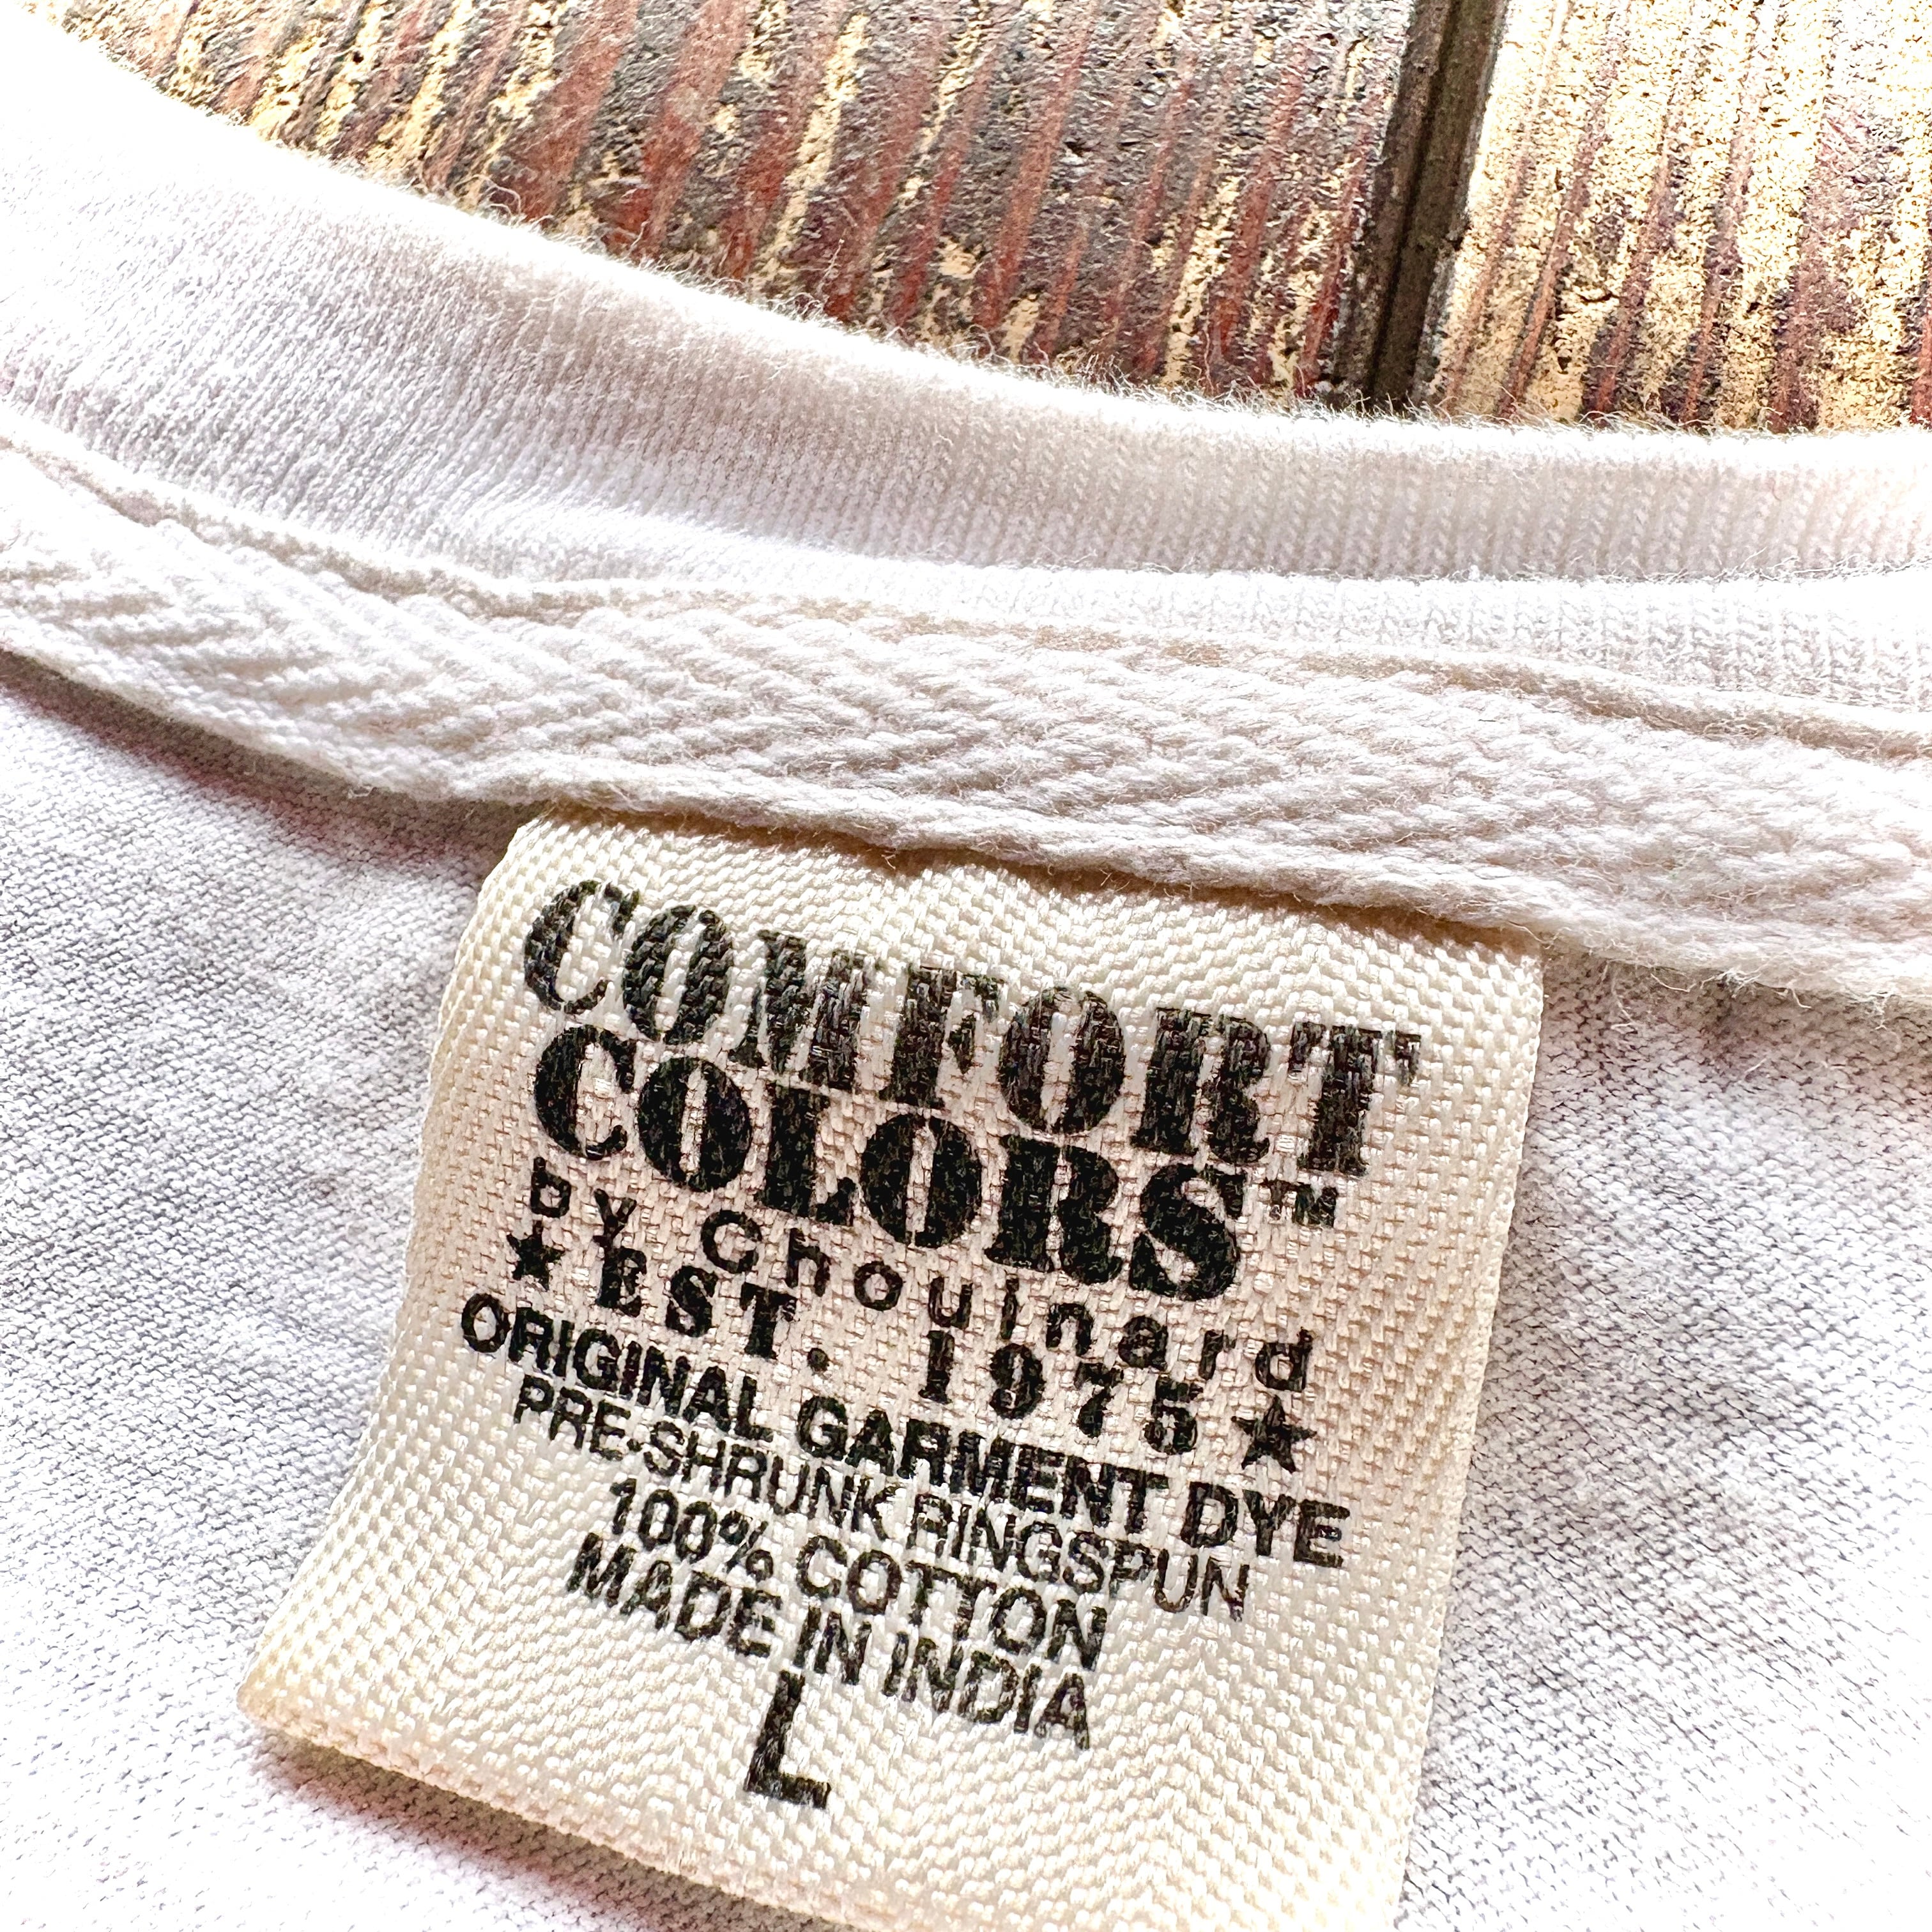 COMFORT
COLORS™
by Chouinard
★ EST. 1975 ★
ORIGINAL GARMENT DYE
PRE-SHRUNK RINGSPUN
100% COTTON
MADE IN INDIA
L